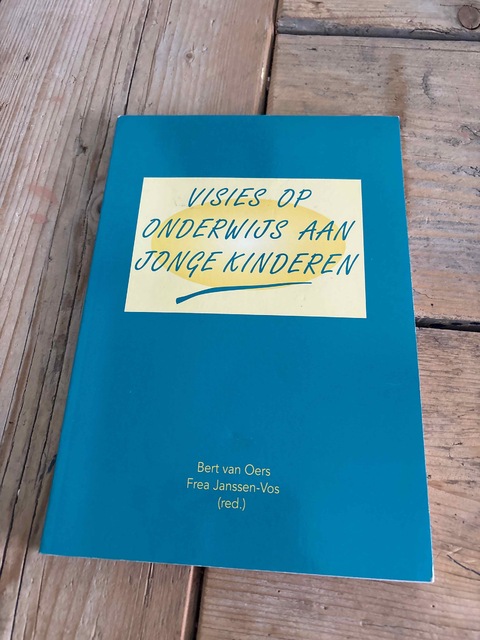 VISIES OP
ONDERWIJS AAN
JONGE KINDEREN
Bert van Oers
Frea Janssen-Vos
(red.)